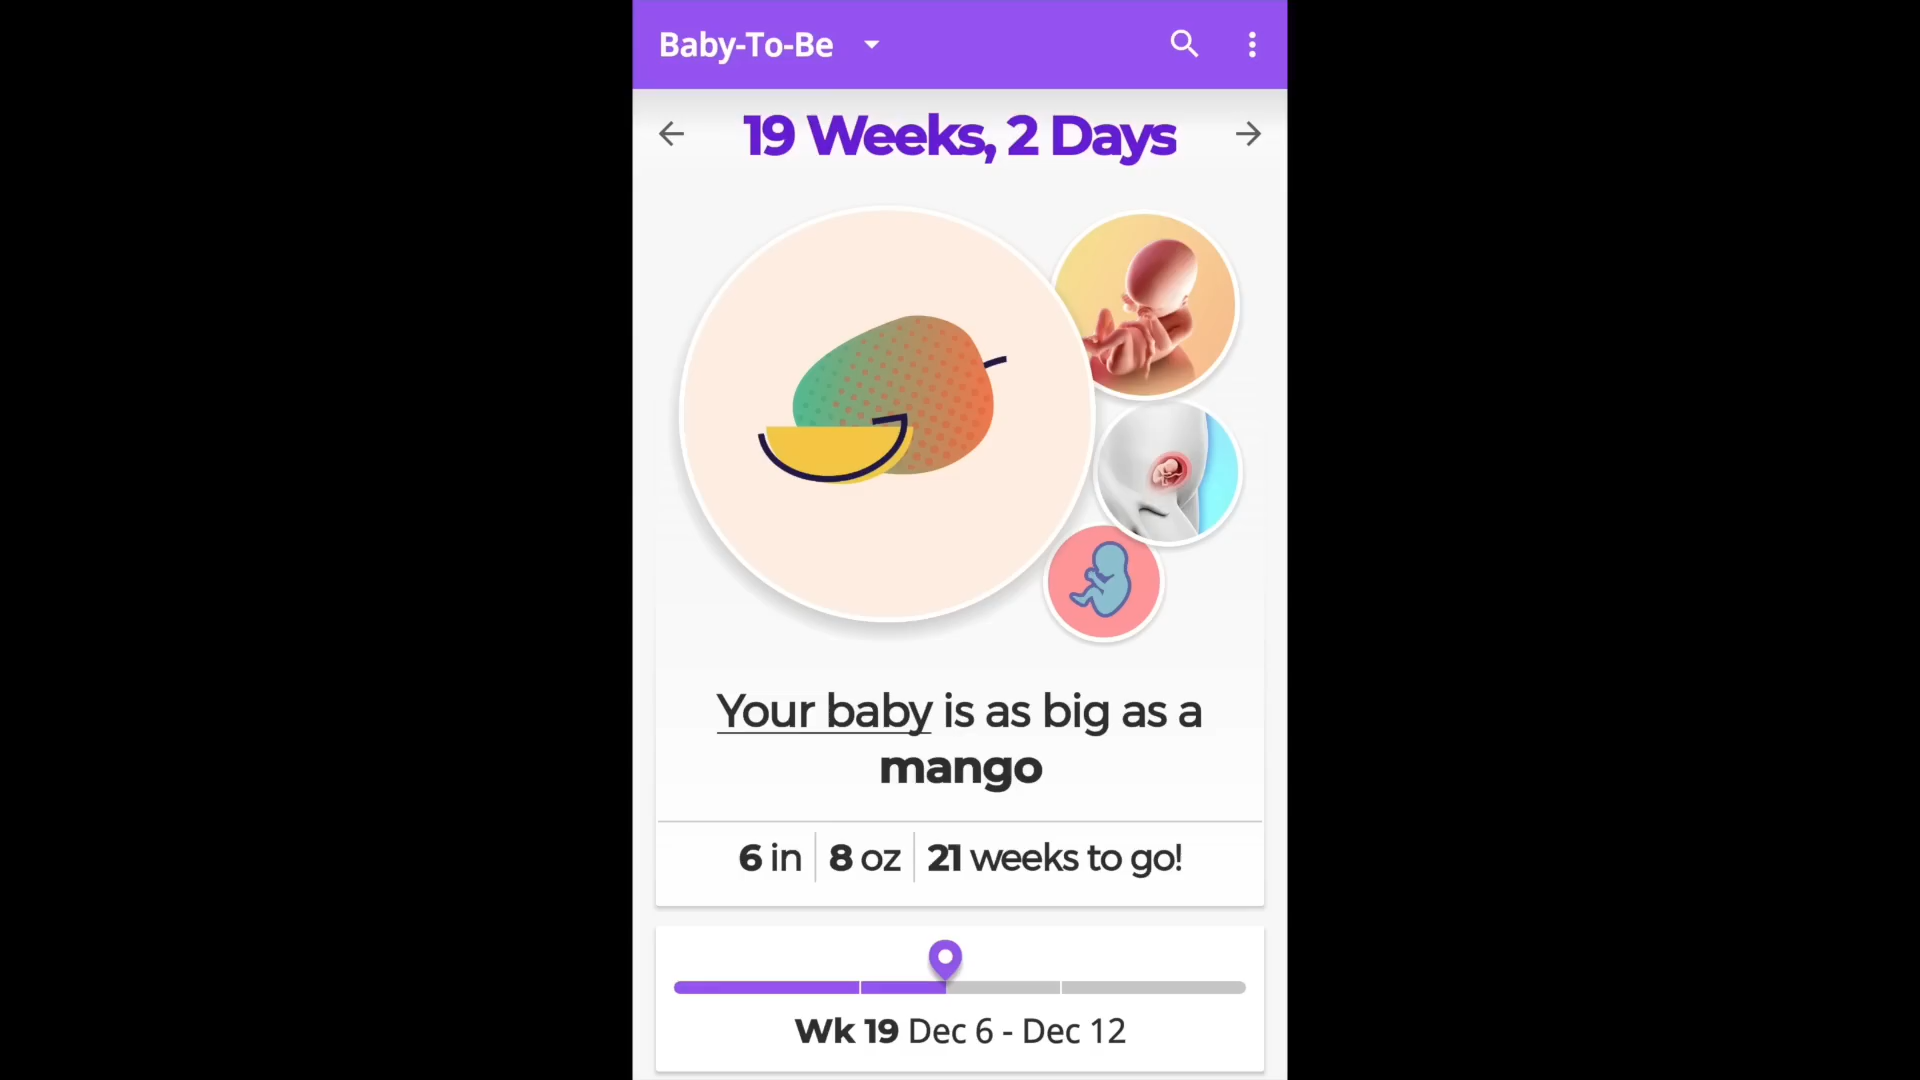 Baby-To-Be
19 Weeks, 2 Days
Your baby is as big as a
mango
6 in 8 oz 21 weeks to go!
Wk 19 Dec 6 - Dec 12